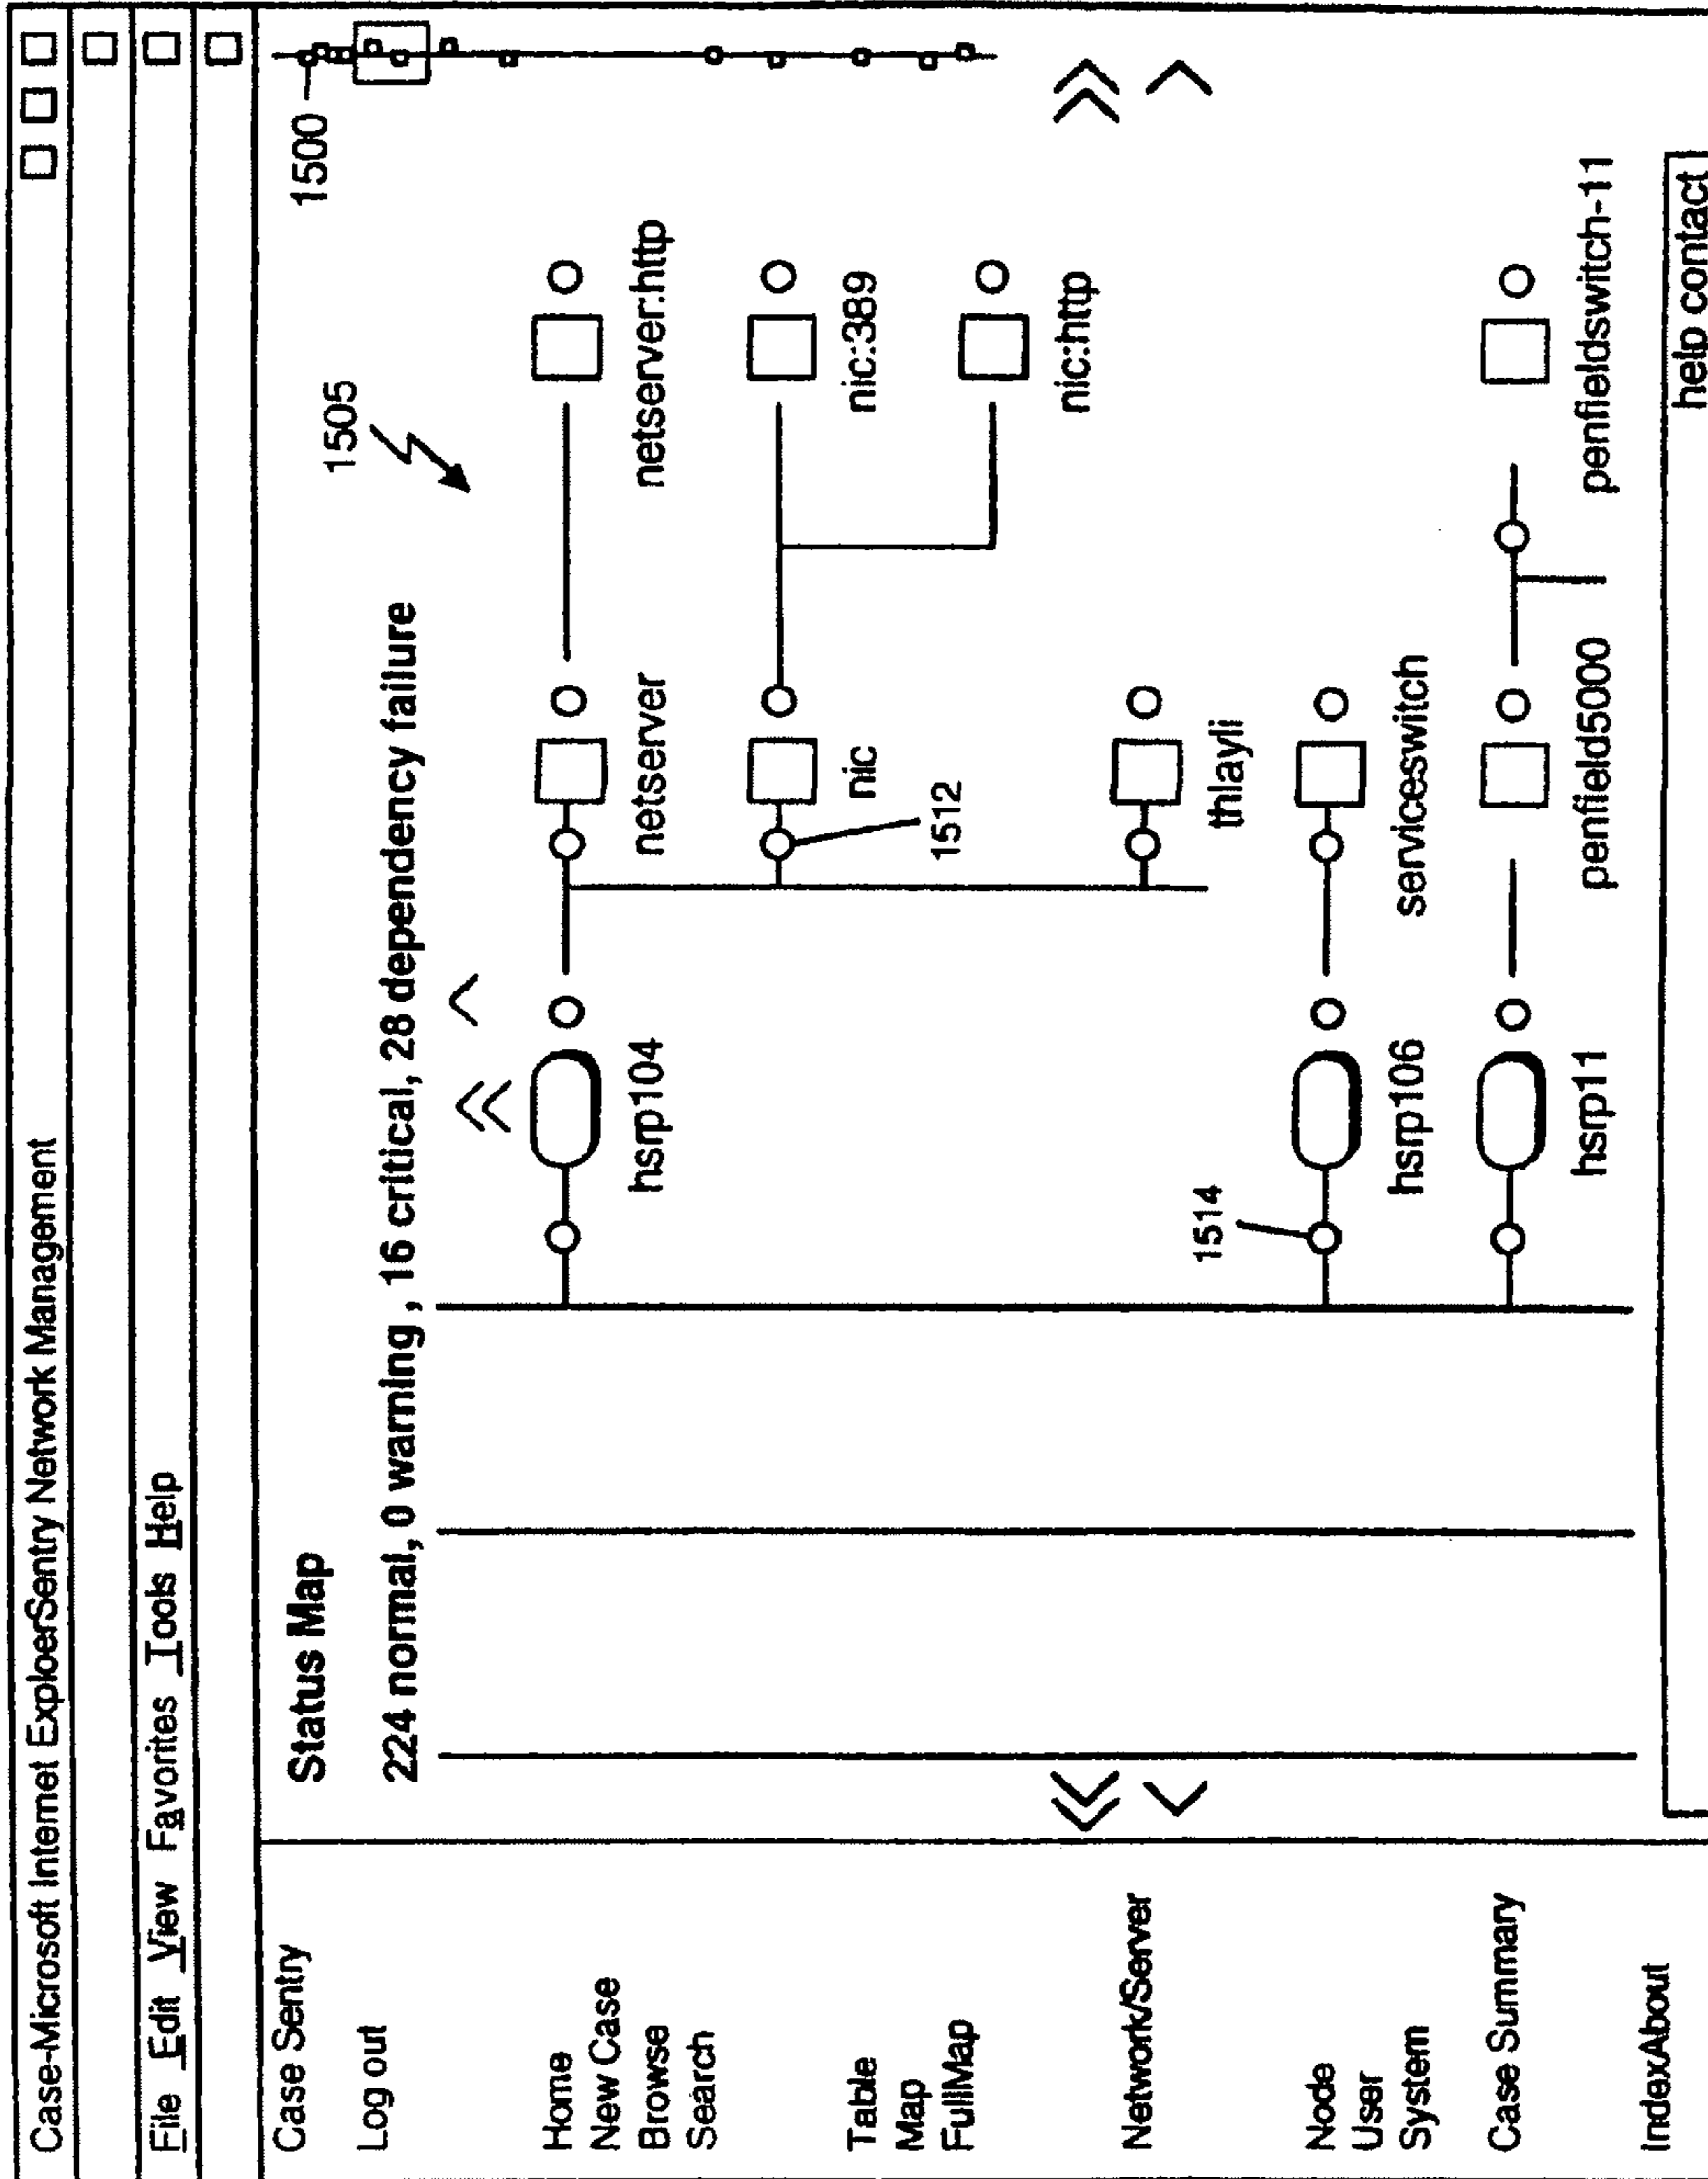 Case-Microsoft Internet ExploerSentry Network Management
File Edit View Favorites Tools Help
Case Sentry
Log out
Home
New Case
Browse
Search
Table
Map
FullMap
Network/Server
Node
User
System
Case Summary
IndexAbout
Status Map
1500
224 normal, 0 warning , 16 critical, 28 dependency failure
1505
hsrp104
netserver
netserver:http
nic
nic:389
1512
nic:http
thlayli
1514
hsrp106
serviceswitch
hsrp11
penfield5000
penfieldswitch-11
help contact